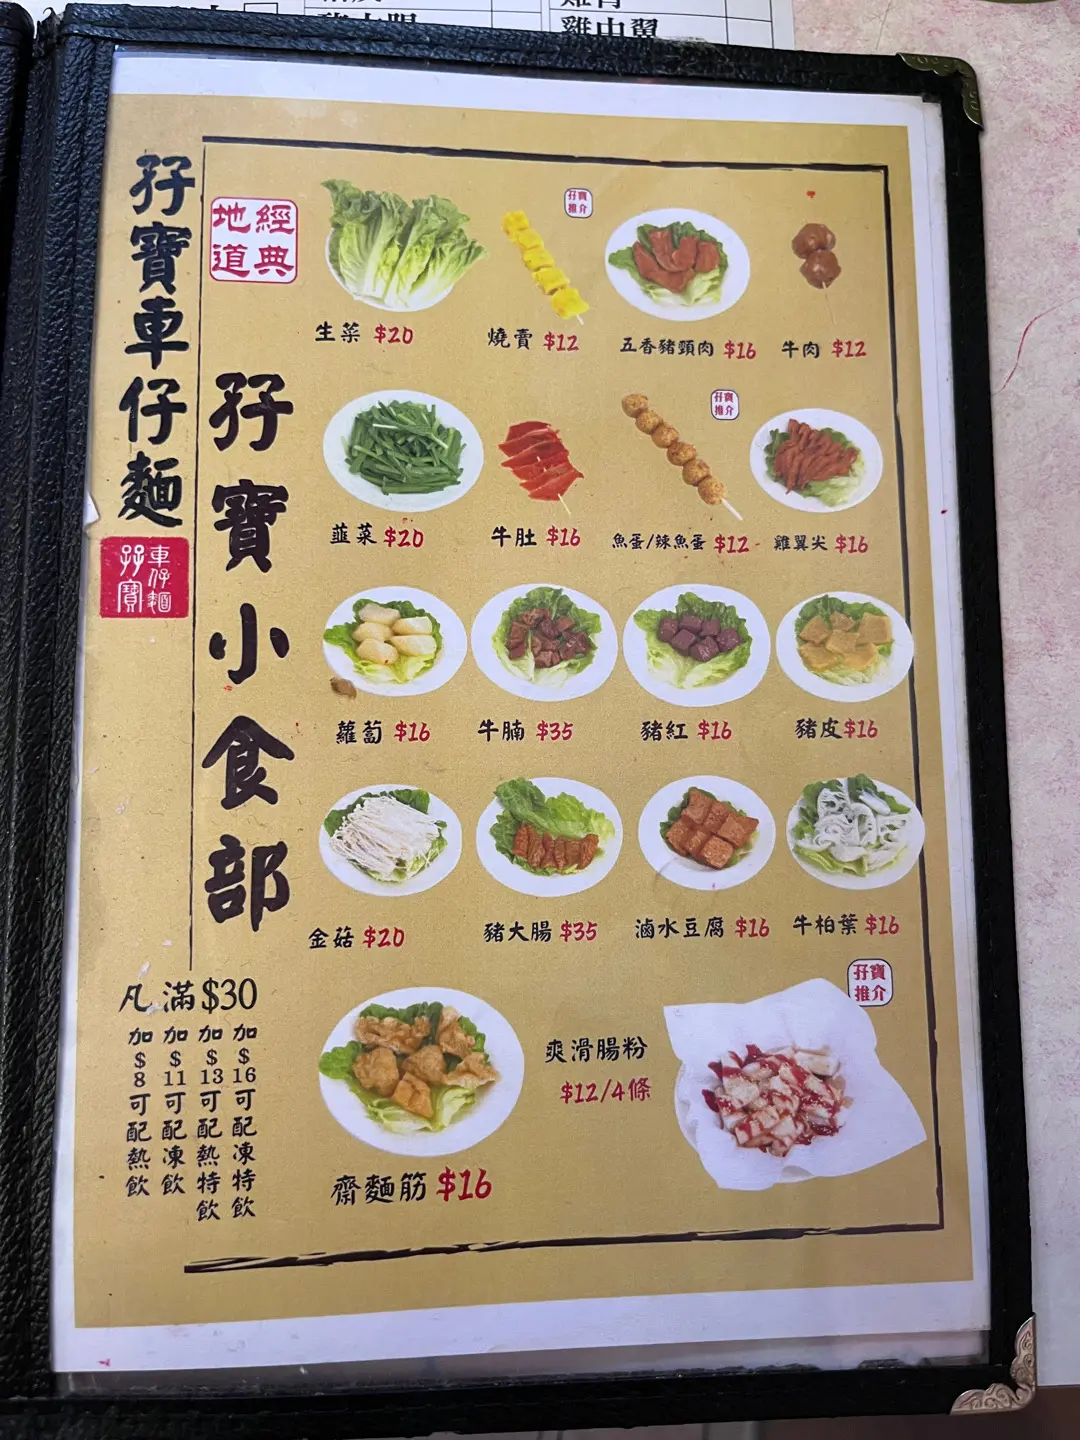 雞中翼
孖寶車仔麵
孖寶
車仔麵
經典
地道
孖寶小食部
孖寶
推介
生菜 $20
燒賣 $12
五香豬頸肉 $16
牛肉 $12
孖寶
推介
韮菜 $20
牛肚 $16
魚蛋/辣魚蛋 $12
雞翼尖 $16
蘿蔔 $16
牛腩 $35
豬紅 $16
豬皮 $16
金菇 $20
豬大腸 $35
滷水豆腐 $16
牛柏葉 $16
孖寶
推介
齋麵筋 $16
爽滑腸粉
$12/4條
凡滿$30
加$16可配凍特飲
加$13可配熱特飲
加$11可配凍飲
加$8可配熱飲